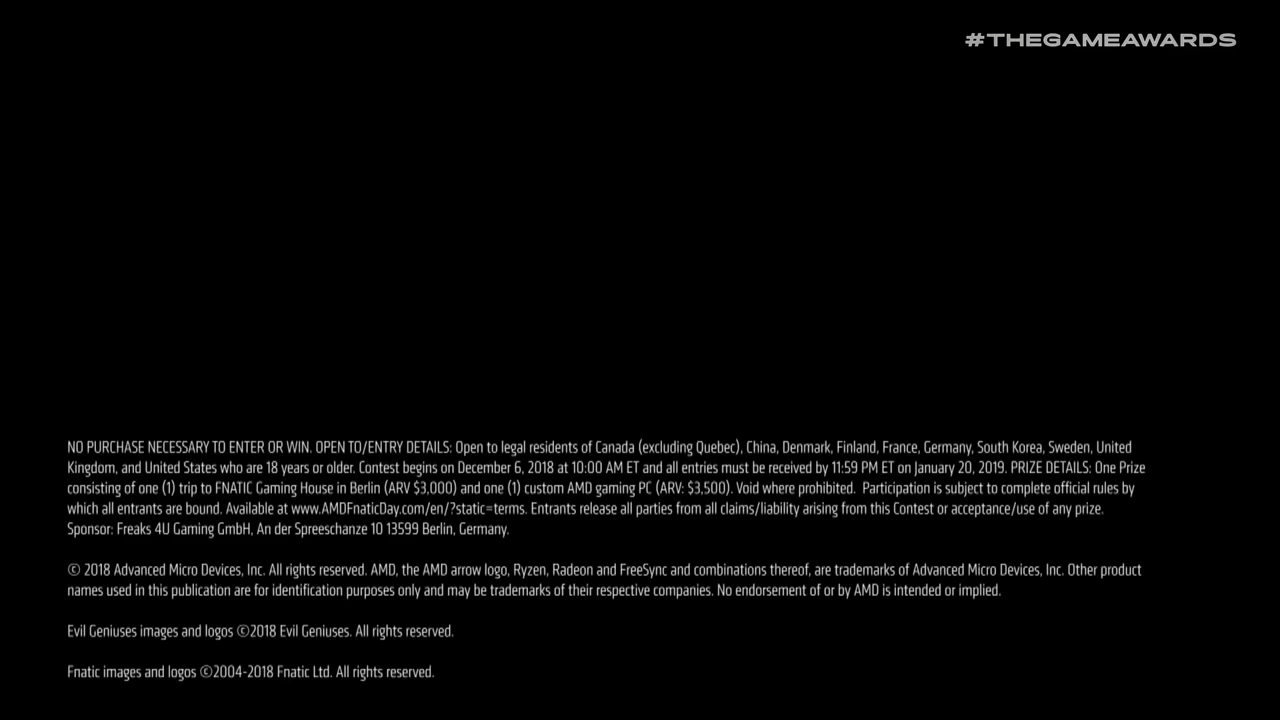 #THEGAMEAWARDS
NO PURCHASE NECESSARY TO ENTER OR WIN. OPEN TO/ENTRY DETAILS: Open to legal residents of Canada (excluding Quebec), China, Denmark, Finland, France, Germany, South Korea, Sweden, United
Kingdom, and United States who are 18 years or older. Contest begins on December 6, 2018 at 10:00 AM ET and all entries must be received by 11:59 PM ET on January 20, 2019. PRIZE DETAILS: One Prize
consisting of one (1) trip to FNATIC Gaming House in Berlin (ARV $3,000) and one (1) custom AMD gaming PC (ARV: $3,500). Void where prohibited.  Participation is subject to complete official rules by
which all entrants are bound. Available at www.AMDFnaticDay.com/en/?static=terms. Entrants release all parties from all claims/liability arising from this Contest or acceptance/use of any prize.
Sponsor: Freaks 4U Gaming GmbH, An der Spreeschanze 10 13599 Berlin, Germany.
© 2018 Advanced Micro Devices, Inc. All rights reserved. AMD, the AMD arrow logo, Ryzen, Radeon and FreeSync and combinations thereof, are trademarks of Advanced Micro Devices, Inc. Other product
names used in this publication are for identification purposes only and may be trademarks of their respective companies. No endorsement of or by AMD is intended or implied.
Evil Geniuses images and logos ©2018 Evil Geniuses. All rights reserved.
Fnatic images and logos ©2004-2018 Fnatic Ltd. All rights reserved.